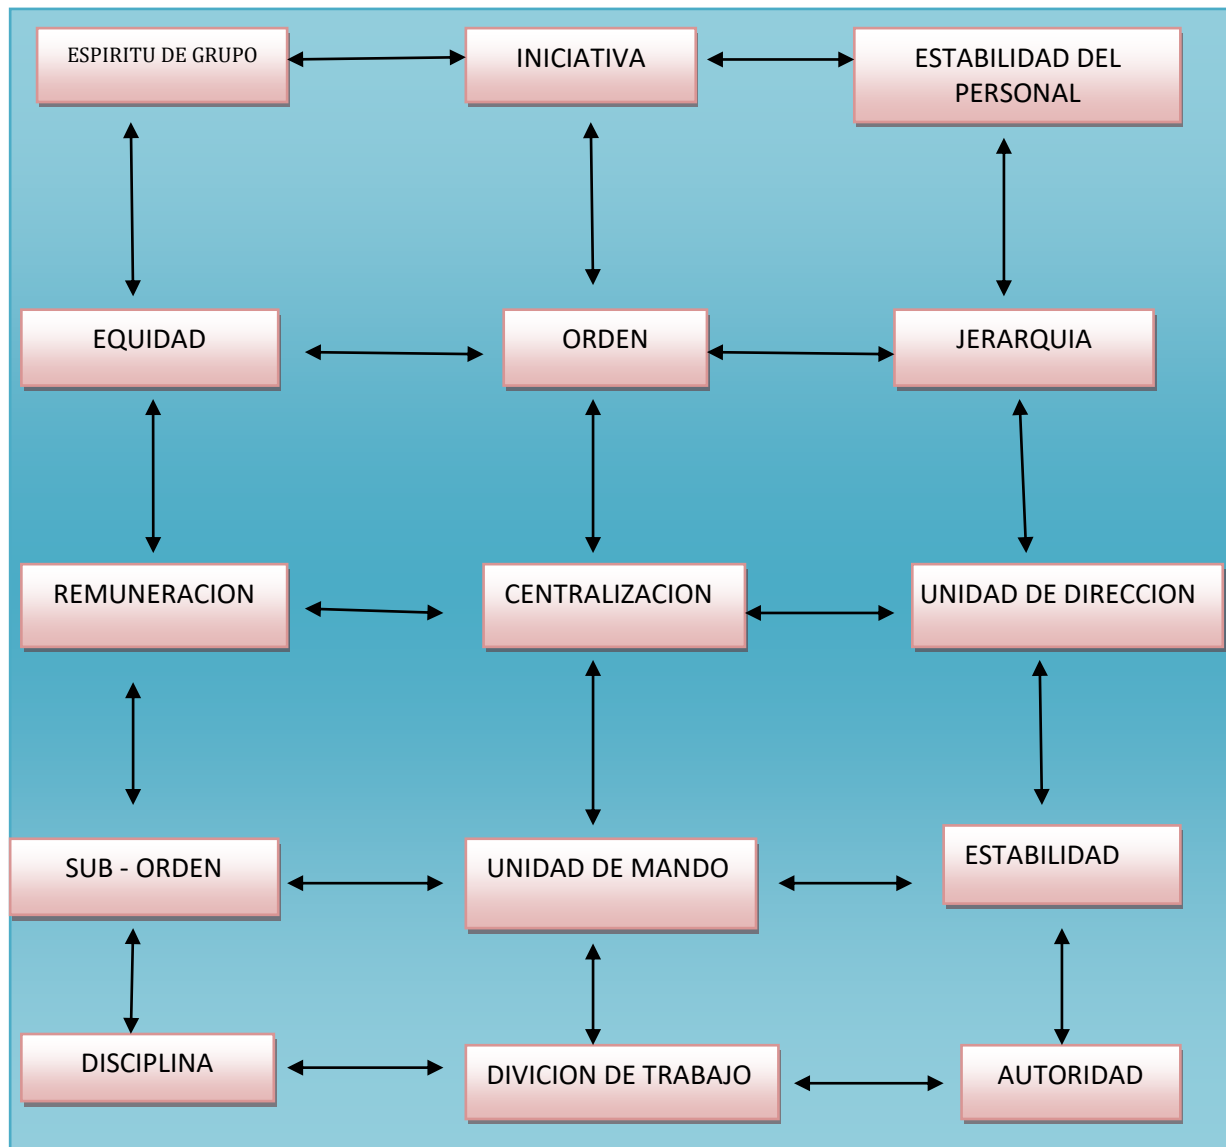 ESPIRITU DE GRUPO
INICIATIVA
ESTABILIDAD DEL
PERSONAL
EQUIDAD
ORDEN
JERARQUIA
REMUNERACION
CENTRALIZACION
UNIDAD DE DIRECCION
SUB - ORDEN
UNIDAD DE MANDO
ESTABILIDAD
DISCIPLINA
DIVICION DE TRABAJO
AUTORIDAD